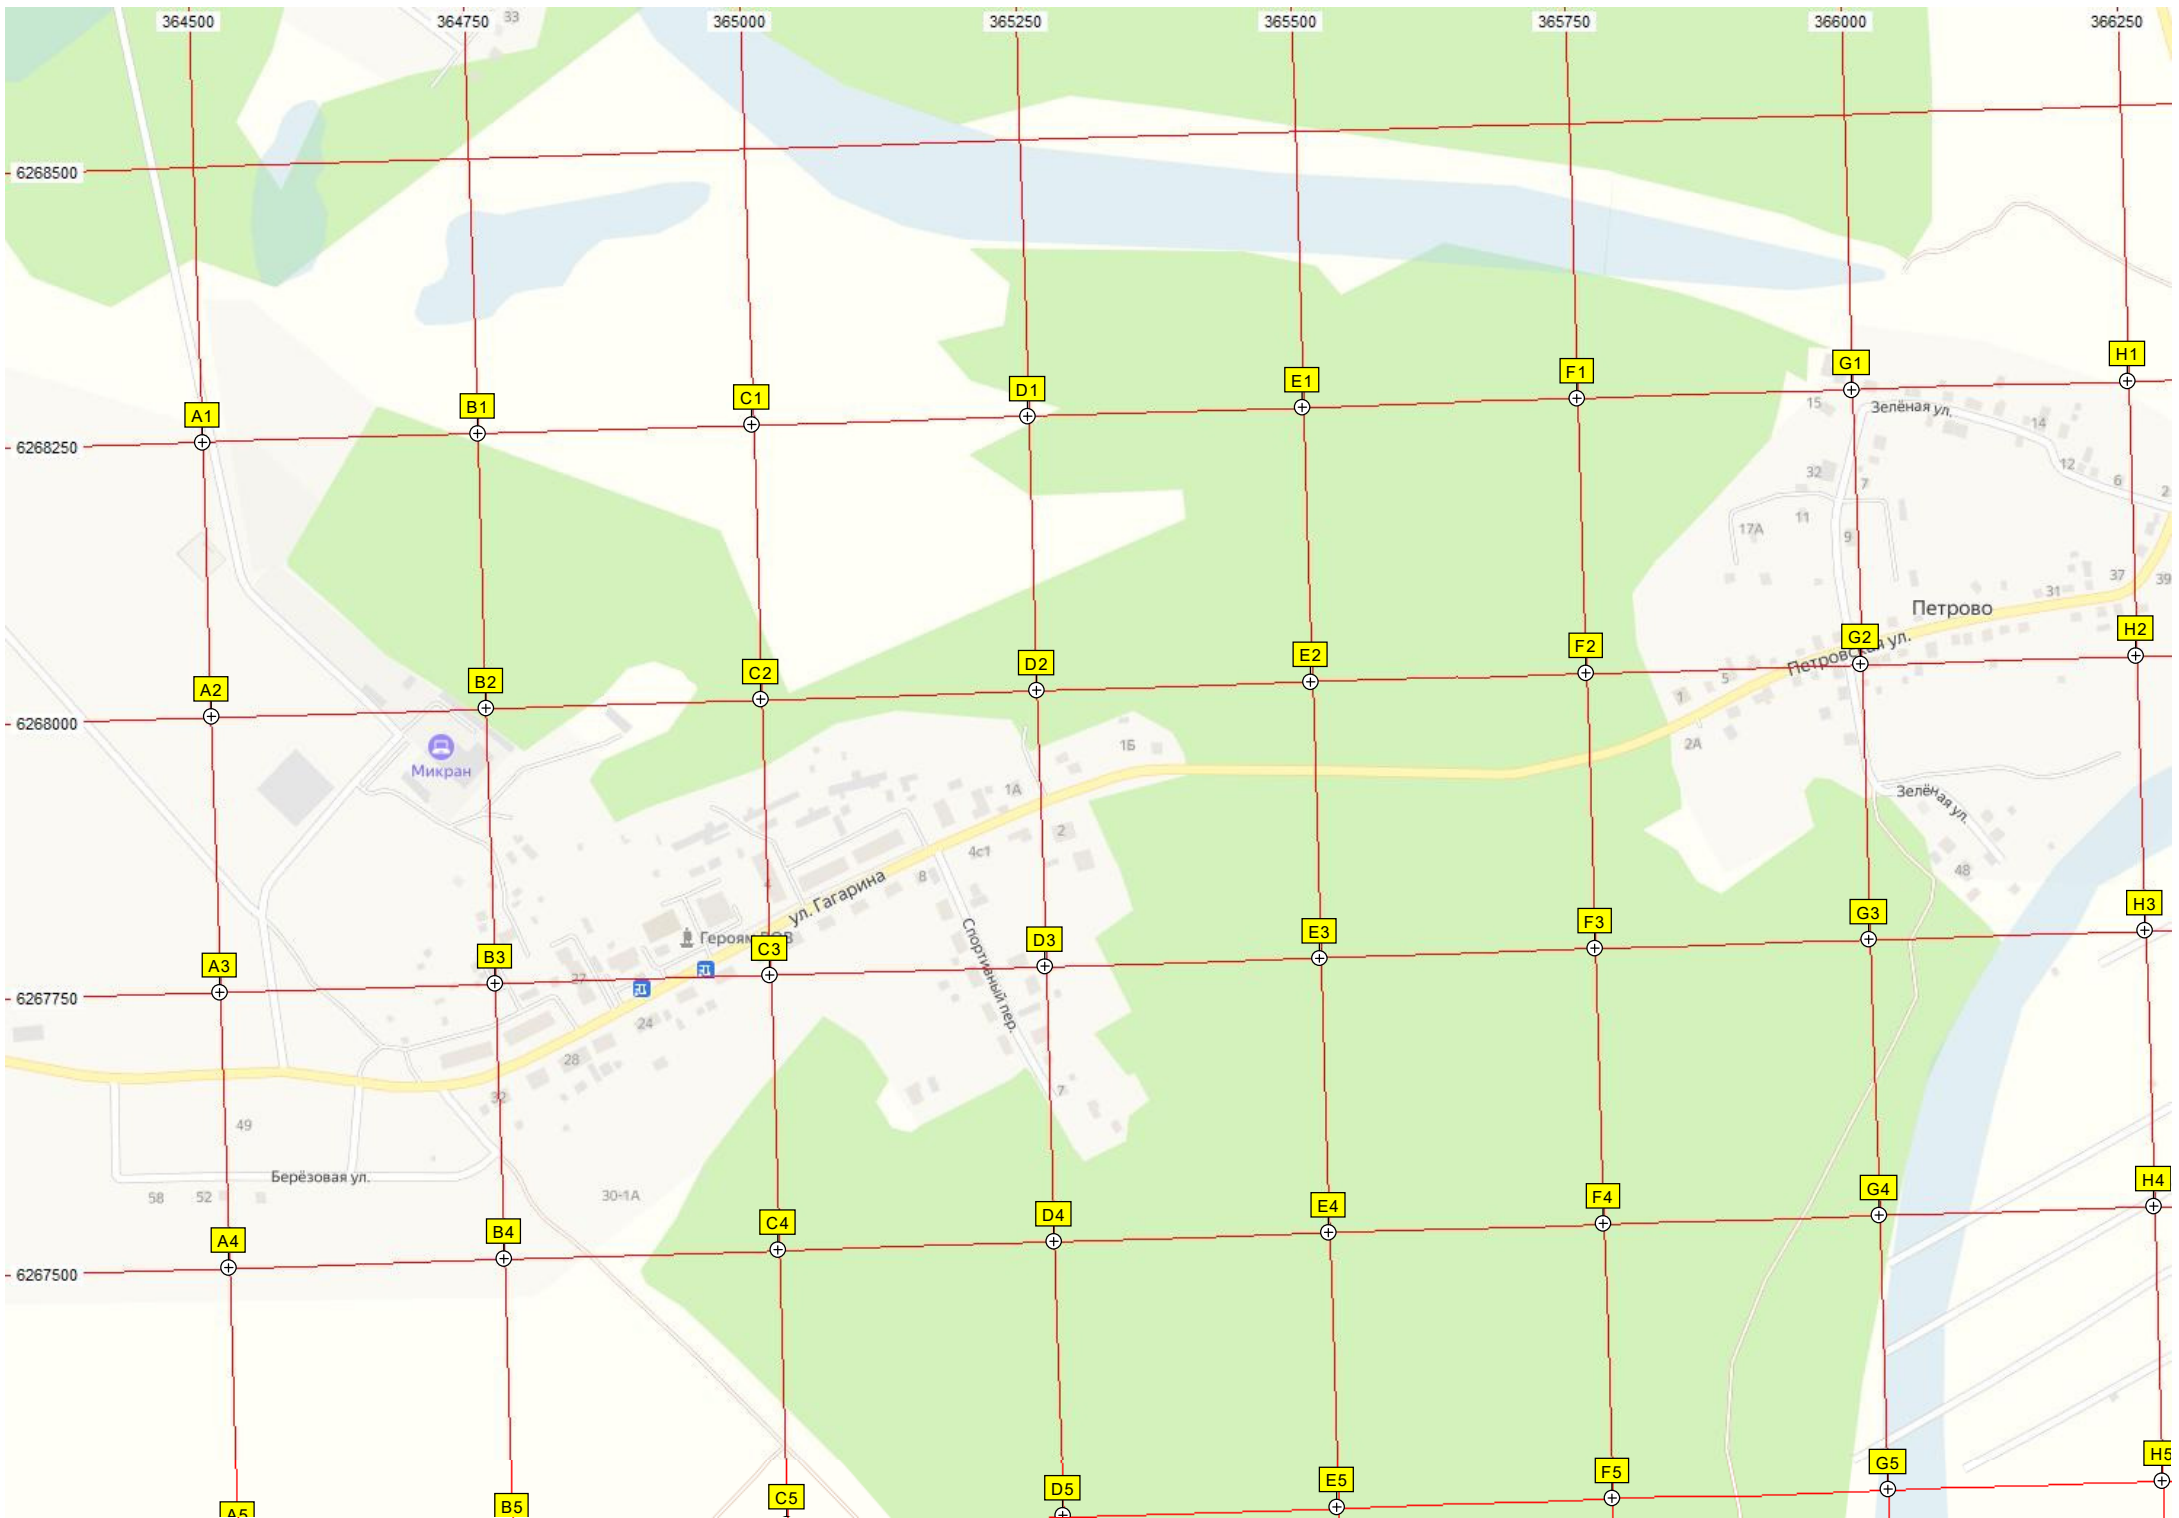 364500 364750 365000 365250 365500 365750 366000 366250
33
6268500
A1 B1 C1 D1 E1 F1 G1 H1
15 Зелёная ул. 14
6268250
32 7 12 6 2
17А 11 9
37 39
31
Петрово
A2 B2 C2 D2 E2 F2 G2 H2
Петровская ул.
1 5
6268000
Микран
1Б 2А
1А
2
4с1
Зелёная ул.
4 8 48
ул. Гагарина
Героям ВОВ
Спортивный пер.
A3 B3 C3 D3 E3 F3 G3 H3
27
6267750
24
28
32
7
49
Берёзовая ул.
58 52 30-1А
A4 B4 C4 D4 E4 F4 G4 H4
6267500
A5 B5 C5 D5 E5 F5 G5 H5